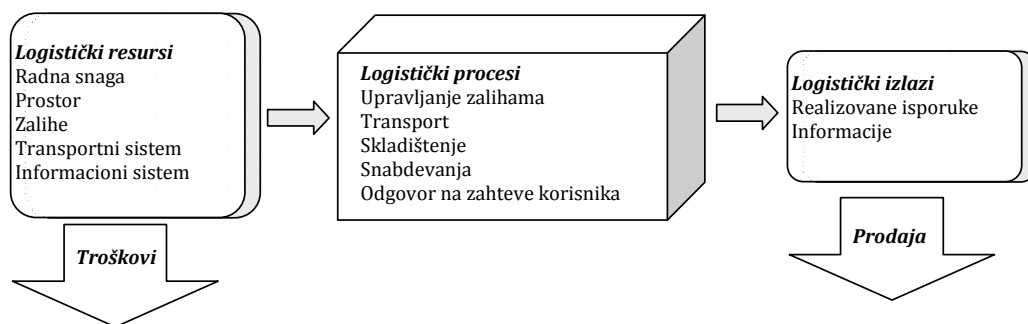 Logistički resursi
Radna snaga
Prostor
Zalihe
Transportni sistem
Informacioni sistem
Troškovi
Logistički procesi
Upravljanje zalihama
Transport
Skladištenje
Snabdevanja
Odgovor na zahteve korisnika
Logistički izlazi
Realizovane isporuke
Informacije
Prodaja